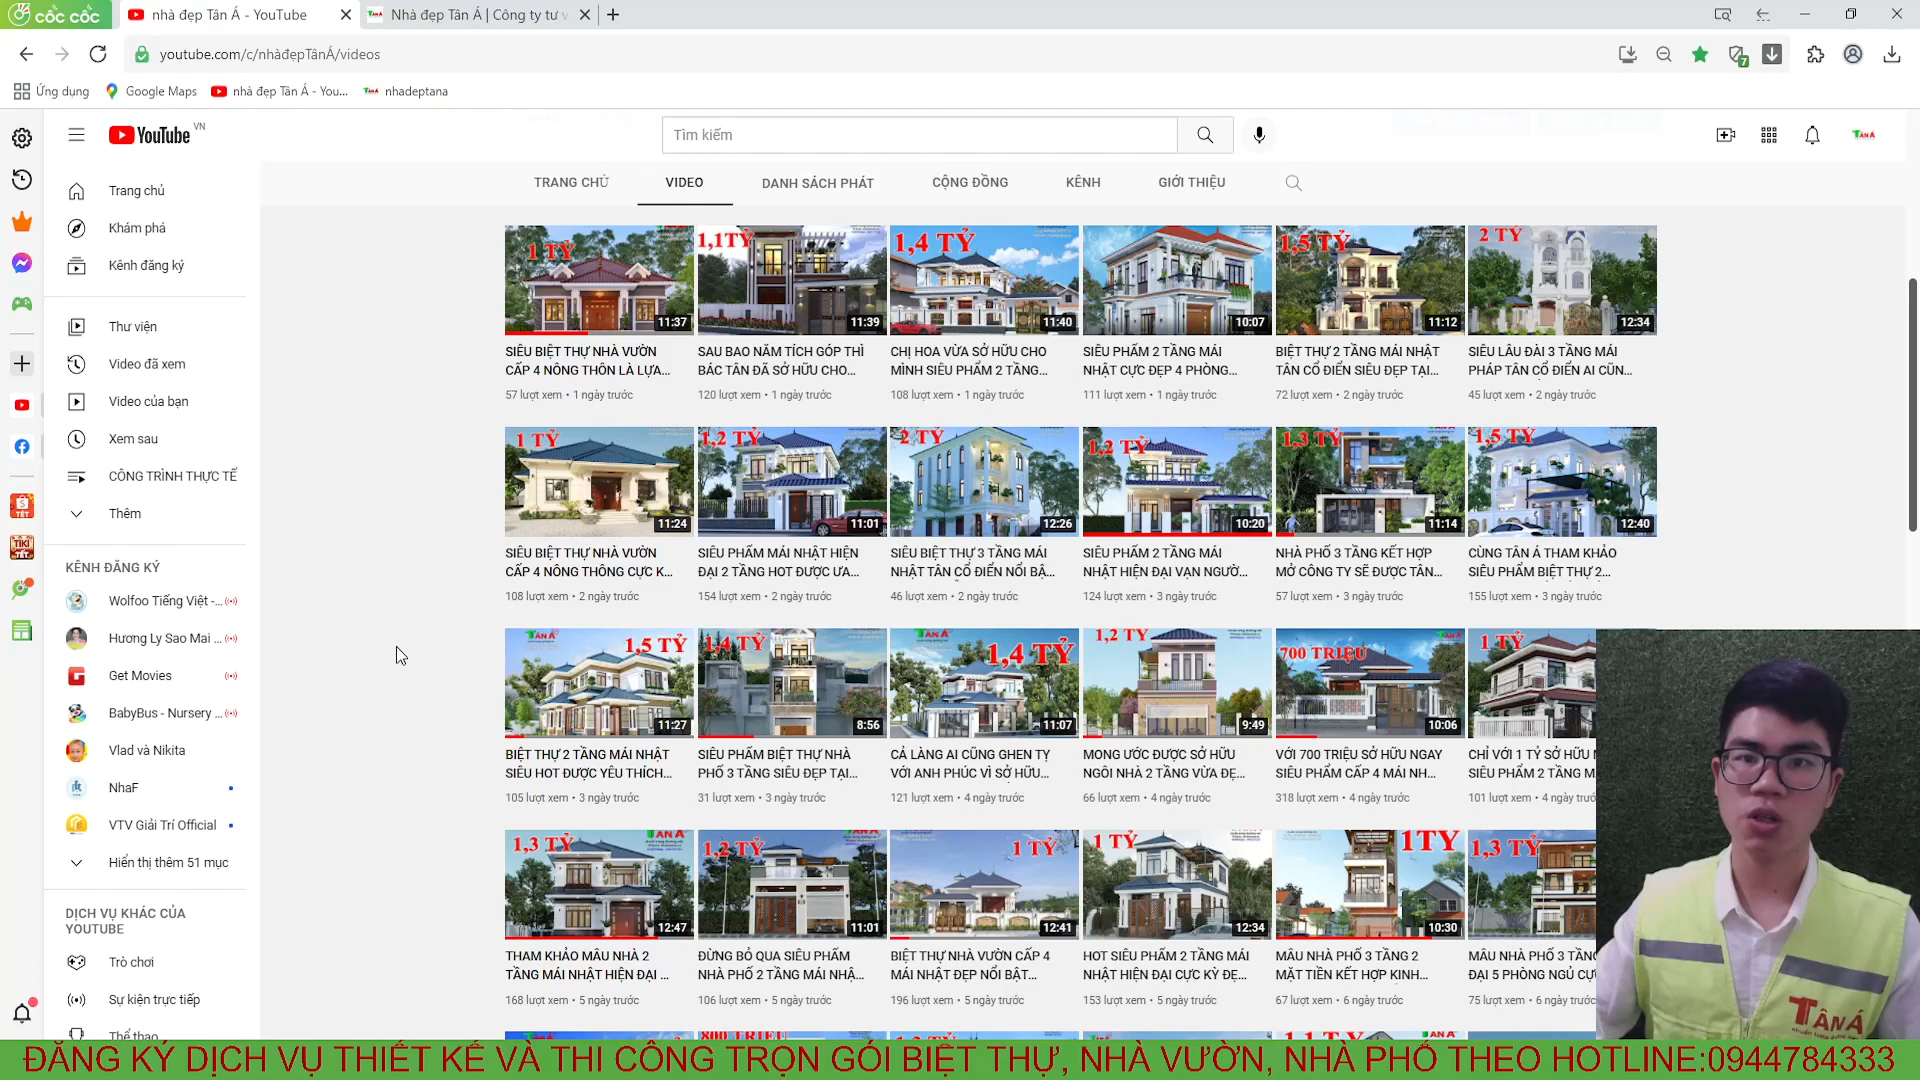 cốc cốc
nhà đẹp Tân Á - YouTube
Nhà đẹp Tân Á | Công ty tư v
youtube.com/c/nhàđẹpTânÁ/videos
7
Ứng dụng
Google Maps
nhà đẹp Tân Á - You...
nhadeptana
YouTube VN
Tìm kiếm
TÂN Á
TRANG CHỦ
VIDEO
DANH SÁCH PHÁT
CỘNG ĐỒNG
KÊNH
GIỚI THIỆU
Trang chủ
Khám phá
Kênh đăng ký
Thư viện
Video đã xem
Video của bạn
Xem sau
CÔNG TRÌNH THỰC TẾ
Thêm
KÊNH ĐĂNG KÝ
Wolfoo Tiếng Việt -...
Hương Ly Sao Mai ...
Get Movies
BabyBus - Nursery ...
Vlad và Nikita
NhaF
VTV Giải Trí Official
Hiển thị thêm 51 mục
DỊCH VỤ KHÁC CỦA
YOUTUBE
Trò chơi
Sự kiện trực tiếp
Thể thao
1 TỶ
11:37
1,1TỶ
11:39
1,4 TỶ
11:40
10:07
1,5 TỶ
11:12
2 TỶ
12:34
SIÊU BIỆT THỰ NHÀ VƯỜN
CẤP 4 NÔNG THÔN LÀ LỰA...
57 lượt xem • 1 ngày trước
SAU BAO NĂM TÍCH GÓP THÌ
BÁC TÂN ĐÃ SỞ HỮU CHO...
120 lượt xem • 1 ngày trước
CHỊ HOA VỪA SỞ HỮU CHO
MÌNH SIÊU PHẨM 2 TẦNG...
108 lượt xem • 1 ngày trước
SIÊU PHẨM 2 TẦNG MÁI
NHẬT CỰC ĐẸP 4 PHÒNG...
111 lượt xem • 1 ngày trước
BIỆT THỰ 2 TẦNG MÁI NHẬT
TÂN CỔ ĐIỂN SIÊU ĐẸP TẠI...
72 lượt xem • 2 ngày trước
SIÊU LÂU ĐÀI 3 TẦNG MÁI
PHÁP TÂN CỔ ĐIỂN AI CŨN...
45 lượt xem • 2 ngày trước
1 TỶ
11:24
1,2 TỶ
11:01
2 TỶ
12:26
1,2 TỶ
10:20
1,3 TỶ
11:14
1,5 TỶ
12:40
SIÊU BIỆT THỰ NHÀ VƯỜN
CẤP 4 NÔNG THÔNG CỰC K...
108 lượt xem • 2 ngày trước
SIÊU PHẨM MÁI NHẬT HIỆN
ĐẠI 2 TẦNG HOT ĐƯỢC ƯA...
154 lượt xem • 2 ngày trước
SIÊU BIỆT THỰ 3 TẦNG MÁI
NHẬT TÂN CỔ ĐIỂN NỔI BẬ...
46 lượt xem • 2 ngày trước
SIÊU PHẨM 2 TẦNG MÁI
NHẬT HIỆN ĐẠI VẠN NGƯỜ...
124 lượt xem • 3 ngày trước
NHÀ PHỐ 3 TẦNG KẾT HỢP
MỞ CÔNG TY SẼ ĐƯỢC TÂN...
57 lượt xem • 3 ngày trước
CÙNG TÂN Á THAM KHẢO
SIÊU PHẨM BIỆT THỰ 2...
155 lượt xem • 3 ngày trước
TÂN Á
1,5 TỶ
11:27
1,4 TỶ
8:56
1,4 TỶ
11:07
1,2 TỶ
9:49
700 TRIỆU
10:06
1 TỶ
BIỆT THỰ 2 TẦNG MÁI NHẬT
SIÊU HOT ĐƯỢC YÊU THÍCH...
105 lượt xem • 3 ngày trước
SIÊU PHẨM BIỆT THỰ NHÀ
PHỐ 3 TẦNG SIÊU ĐẸP TẠI...
31 lượt xem • 3 ngày trước
CẢ LÀNG AI CŨNG GHEN TỴ
VỚI ANH PHÚC VÌ SỞ HỮU...
121 lượt xem • 4 ngày trước
MONG ƯỚC ĐƯỢC SỞ HỮU
NGÔI NHÀ 2 TẦNG VỪA ĐẸ...
66 lượt xem • 4 ngày trước
VỚI 700 TRIỆU SỞ HỮU NGAY
SIÊU PHẨM CẤP 4 MÁI NH...
318 lượt xem • 4 ngày trước
CHỈ VỚI 1 TỶ SỞ HỮU
SIÊU PHẨM 2 TẦNG M
101 lượt xem • 4 ngày trước
1,3 TỶ
12:47
1,2 TỶ
11:01
1 TỶ
12:41
1 TỶ
12:34
1TỶ
10:30
1,3 TỶ
THAM KHẢO MẪU NHÀ 2
TẦNG MÁI NHẬT HIỆN ĐẠI ...
168 lượt xem • 5 ngày trước
ĐỪNG BỎ QUA SIÊU PHẨM
NHÀ PHỐ 2 TẦNG MÁI NHẬ...
106 lượt xem • 5 ngày trước
BIỆT THỰ NHÀ VƯỜN CẤP 4
MÁI NHẬT ĐẸP NỔI BẬT...
196 lượt xem • 5 ngày trước
HOT SIÊU PHẨM 2 TẦNG MÁI
NHẬT HIỆN ĐẠI CỰC KỲ ĐẸ...
153 lượt xem • 5 ngày trước
MẪU NHÀ PHỐ 3 TẦNG 2
MẶT TIỀN KẾT HỢP KINH...
67 lượt xem • 6 ngày trước
MẪU NHÀ PHỐ 3 TẦNG
ĐẠI 5 PHÒNG NGỦ CỰ
75 lượt xem • 6 ngày trước
800 TRIỆU
1,1 TỶ
TÂN Á
ĐĂNG KÝ DỊCH VỤ THIẾT KẾ VÀ THI CÔNG TRỌN GÓI BIỆT THỰ, NHÀ VƯỜN, NHÀ PHỐ THEO HOTLINE:0944784333